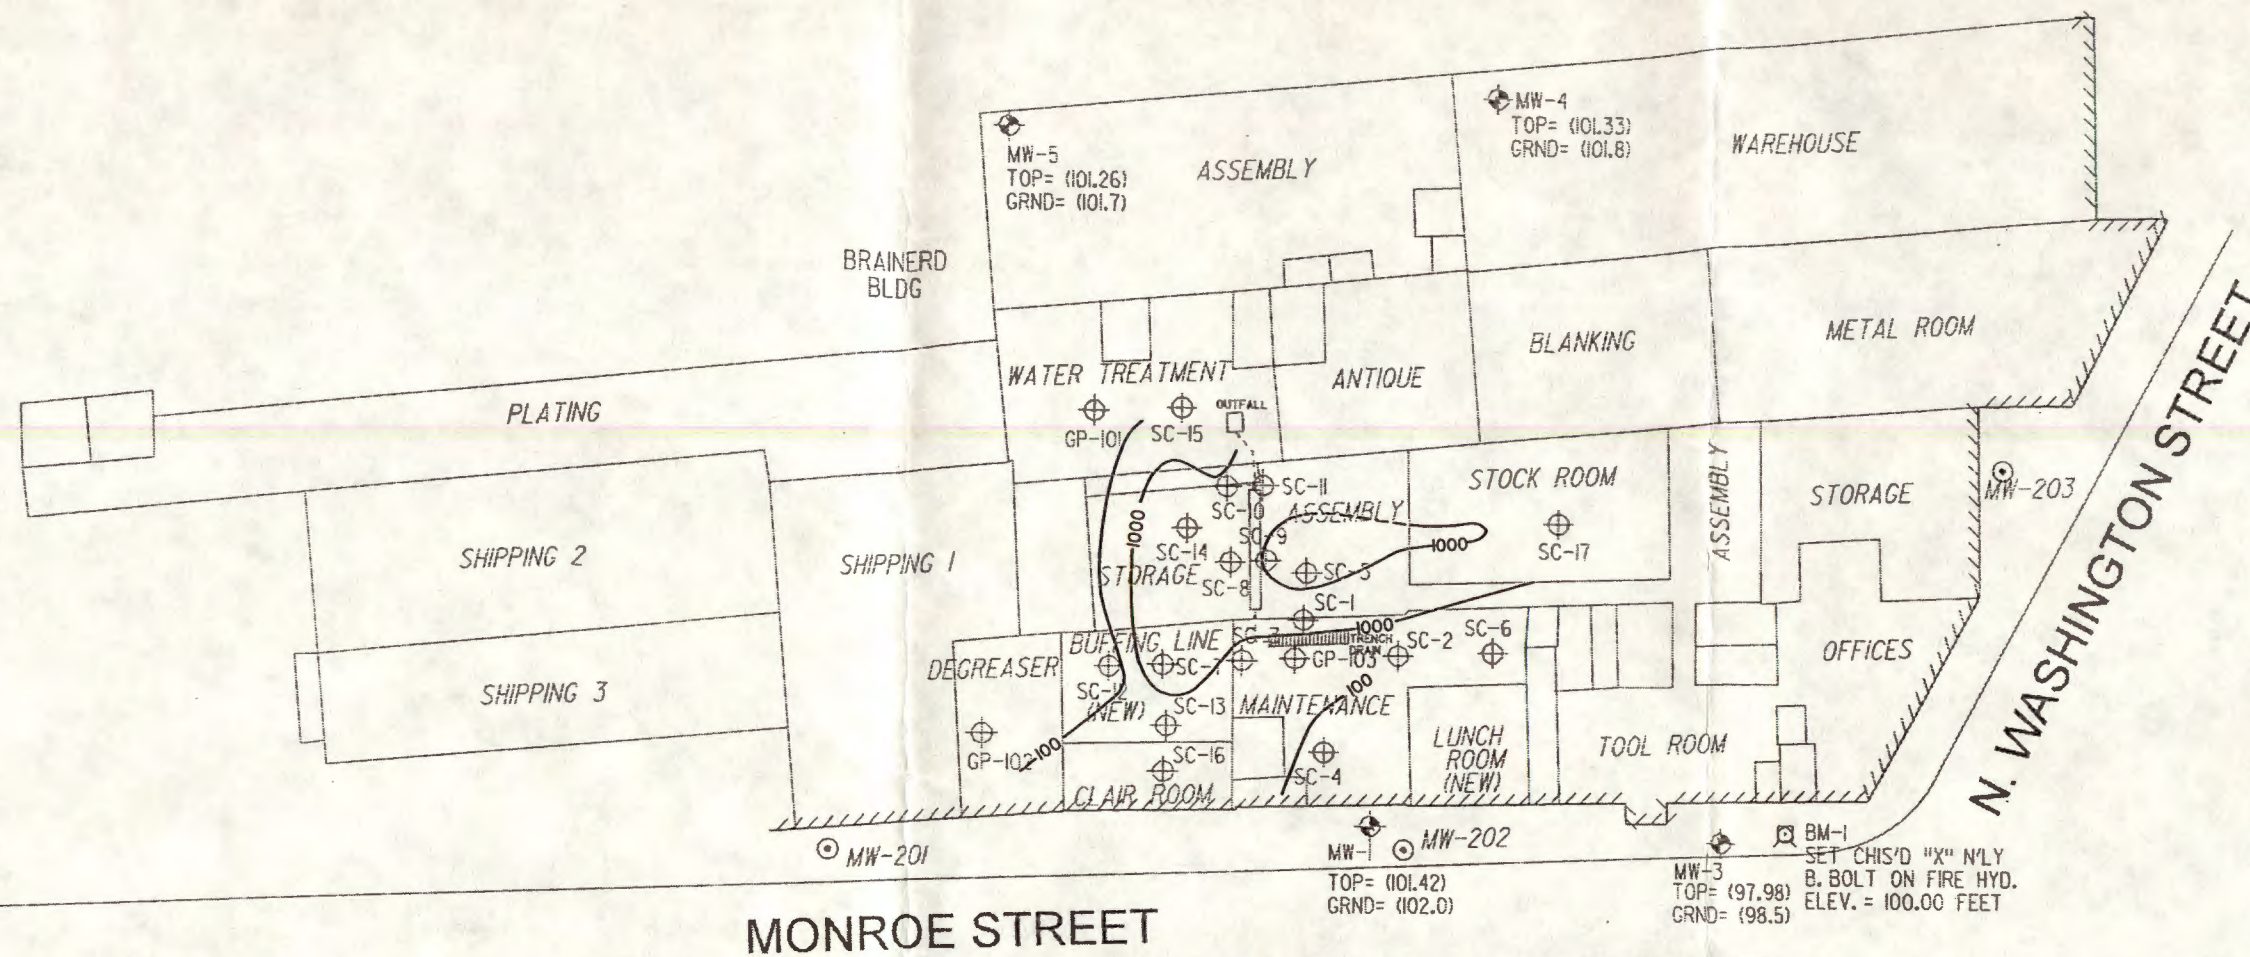 MW-4
TOP= (101.33)
GRND= (101.8)
WAREHOUSE
MW-5
TOP= (101.26)
GRND= (101.7)
ASSEMBLY
BRAINERD
BLDG
METAL ROOM
BLANKING
WATER TREATMENT
ANTIQUE
PLATING
OUTFALL
GP-101
SC-15
N. WASHINGTON STREET
STOCK ROOM
ASSEMBLY
STORAGE
MW-203
SC-11
SC-10
ASSEMBLY
1000
SC-14
SC-9
1000
SC-17
SHIPPING 2
SHIPPING 1
STORAGE
SC-8
SC-3
SC-1
1000
TRENCH
DRAIN
SC-2
SC-6
BUFFING LINE
DEGREASER
SC-7
GP-103
OFFICES
SHIPPING 3
SC-12
(NEW)
SC-13
MAINTENANCE
100
LUNCH
ROOM
(NEW)
TOOL ROOM
GP-102
100
SC-16
SC-4
CLAIR ROOM
MW-201
MW-1
TOP= (101.42)
GRND= (102.0)
MW-202
MW-3
TOP= (97.98)
GRND= (98.5)
BM-1
SET CHIS'D "X" N'LY
B. BOLT ON FIRE HYD.
ELEV. = 100.00 FEET
MONROE STREET